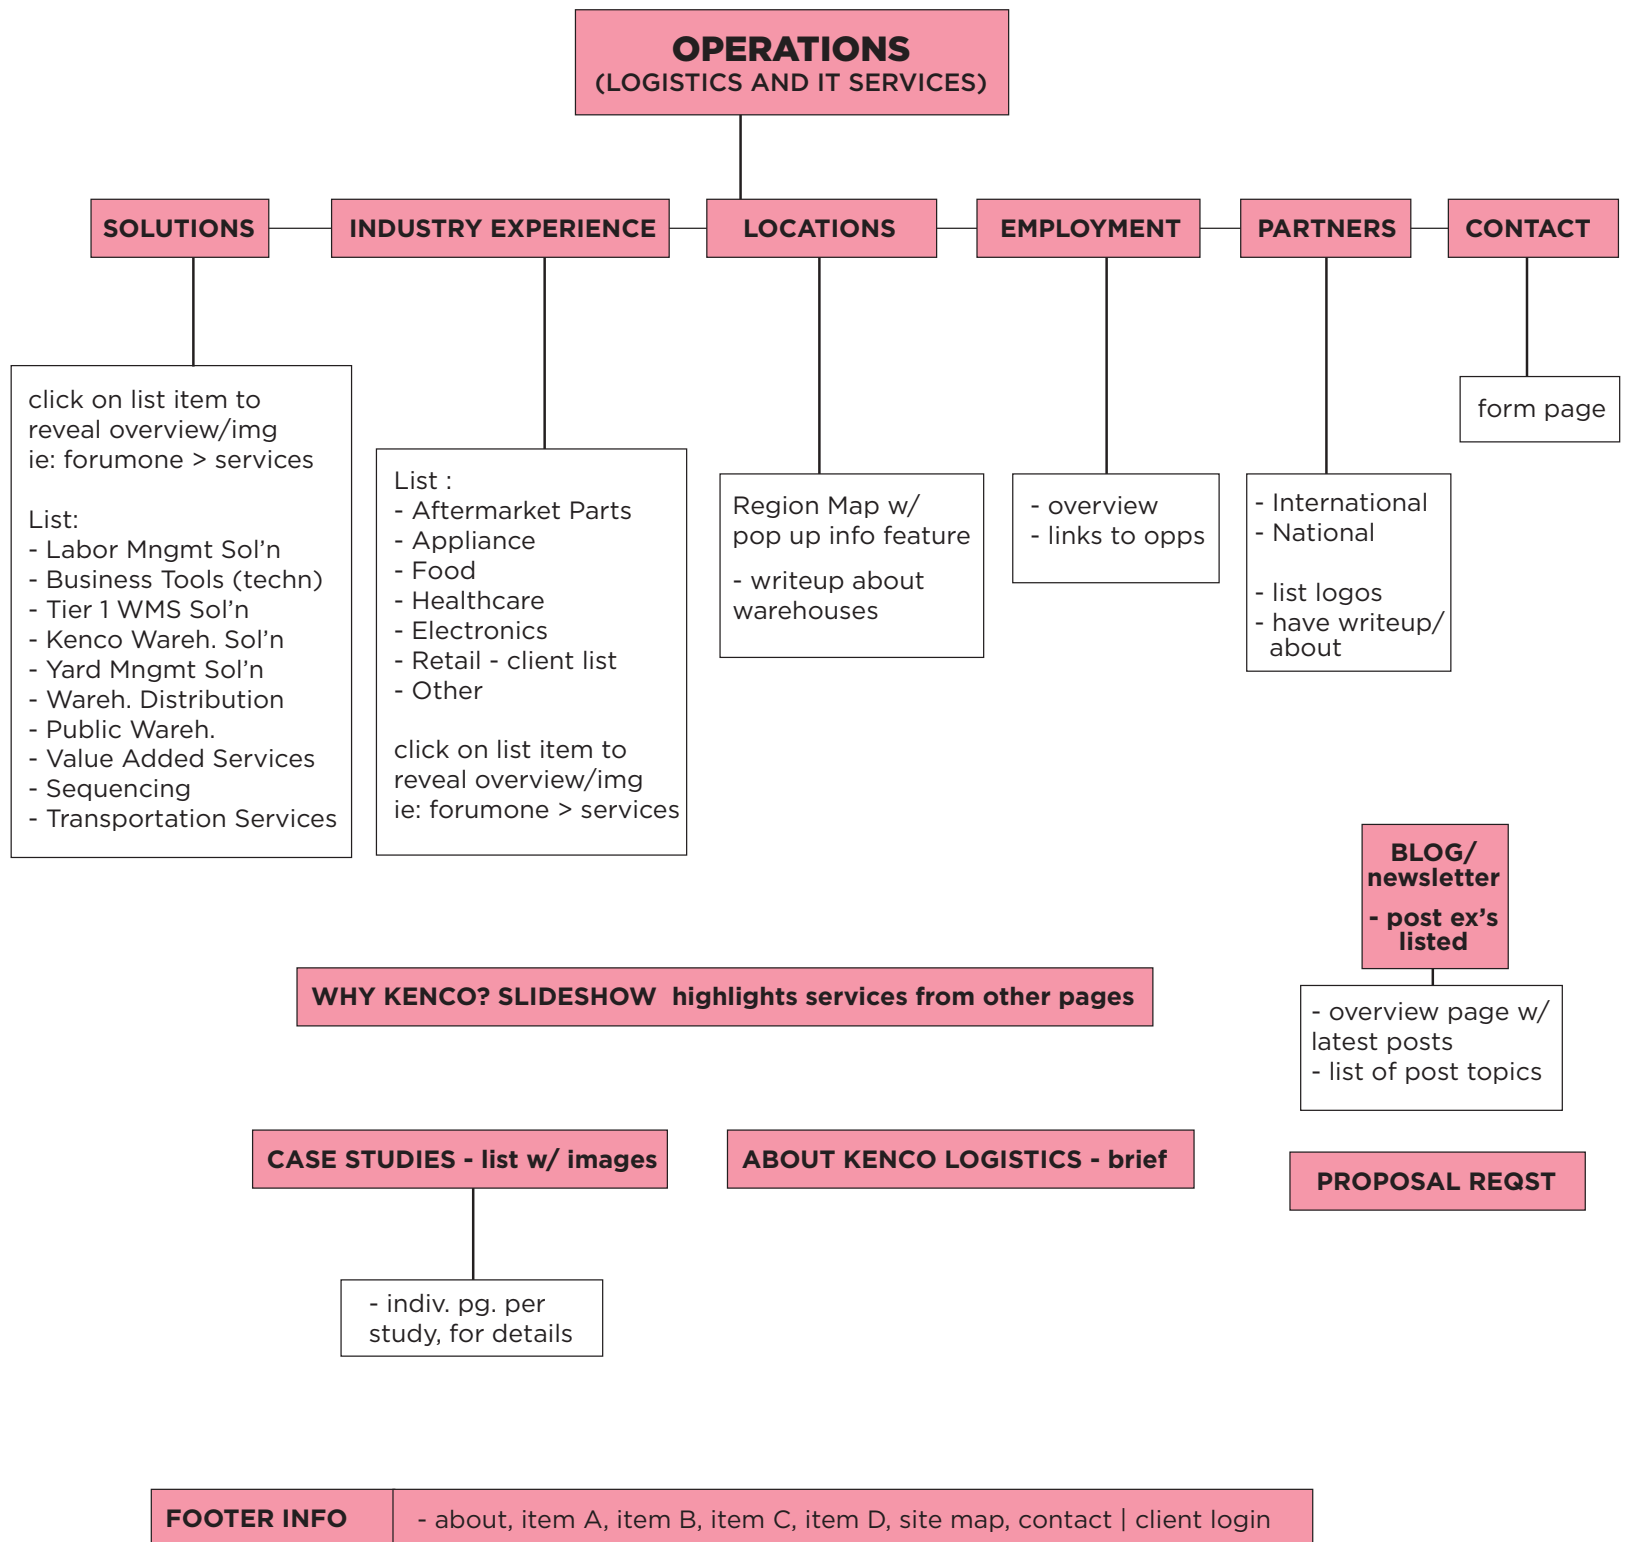 OPERATIONS
(LOGISTICS AND IT SERVICES)
SOLUTIONS
INDUSTRY EXPERIENCE
LOCATIONS
EMPLOYMENT
PARTNERS
CONTACT
click on list item to
reveal overview/img
ie: forumone > services
List:
- Labor Mngmt Sol’n
- Business Tools (techn)
- Tier 1 WMS Sol’n
- Kenco Wareh. Sol’n
- Yard Mngmt Sol’n
- Wareh. Distribution
- Public Wareh.
- Value Added Services
- Sequencing
- Transportation Services
List :
- Aftermarket Parts
- Appliance
- Food
- Healthcare
- Electronics
- Retail - client list
- Other
click on list item to
reveal overview/img
ie: forumone > services
Region Map w/
pop up info feature
- writeup about
warehouses
- overview
- links to opps
- International
- National
- list logos
- have writeup/
about
form page
BLOG/
newsletter
- post ex’s
listed
- overview page w/
latest posts
- list of post topics
WHY KENCO? SLIDESHOW  highlights services from other pages
CASE STUDIES - list w/ images
- indiv. pg. per
study, for details
ABOUT KENCO LOGISTICS - brief
PROPOSAL REQST
FOOTER INFO
- about, item A, item B, item C, item D, site map, contact | client login